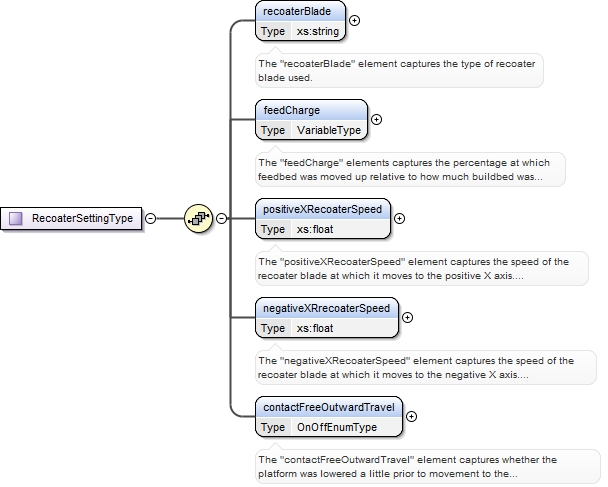 recoaterBlade
Type xs:string
The "recoaterBlade" element captures the type of recoater
blade used.
feedCharge
Type VariableType
The "feedCharge" elements captures the percentage at which
feedbed was moved up relative to how much buildbed was...
RecoaterSettingType
positiveXRecoaterSpeed
Type xs:float
The "positiveXRecoaterSpeed" element captures the speed of the
recoater blade at which it moves to the positive X axis....
negativeXRrecoaterSpeed
Type xs:float
The "negativeXRecoaterSpeed" element captures the speed of the
recoater blade at which it moves to the negative X axis....
contactFreeOutwardTravel
Type OnOffEnumType
The "contactFreeOutwardTravel" element captures whether the
platform was lowered a little prior to movement to the...